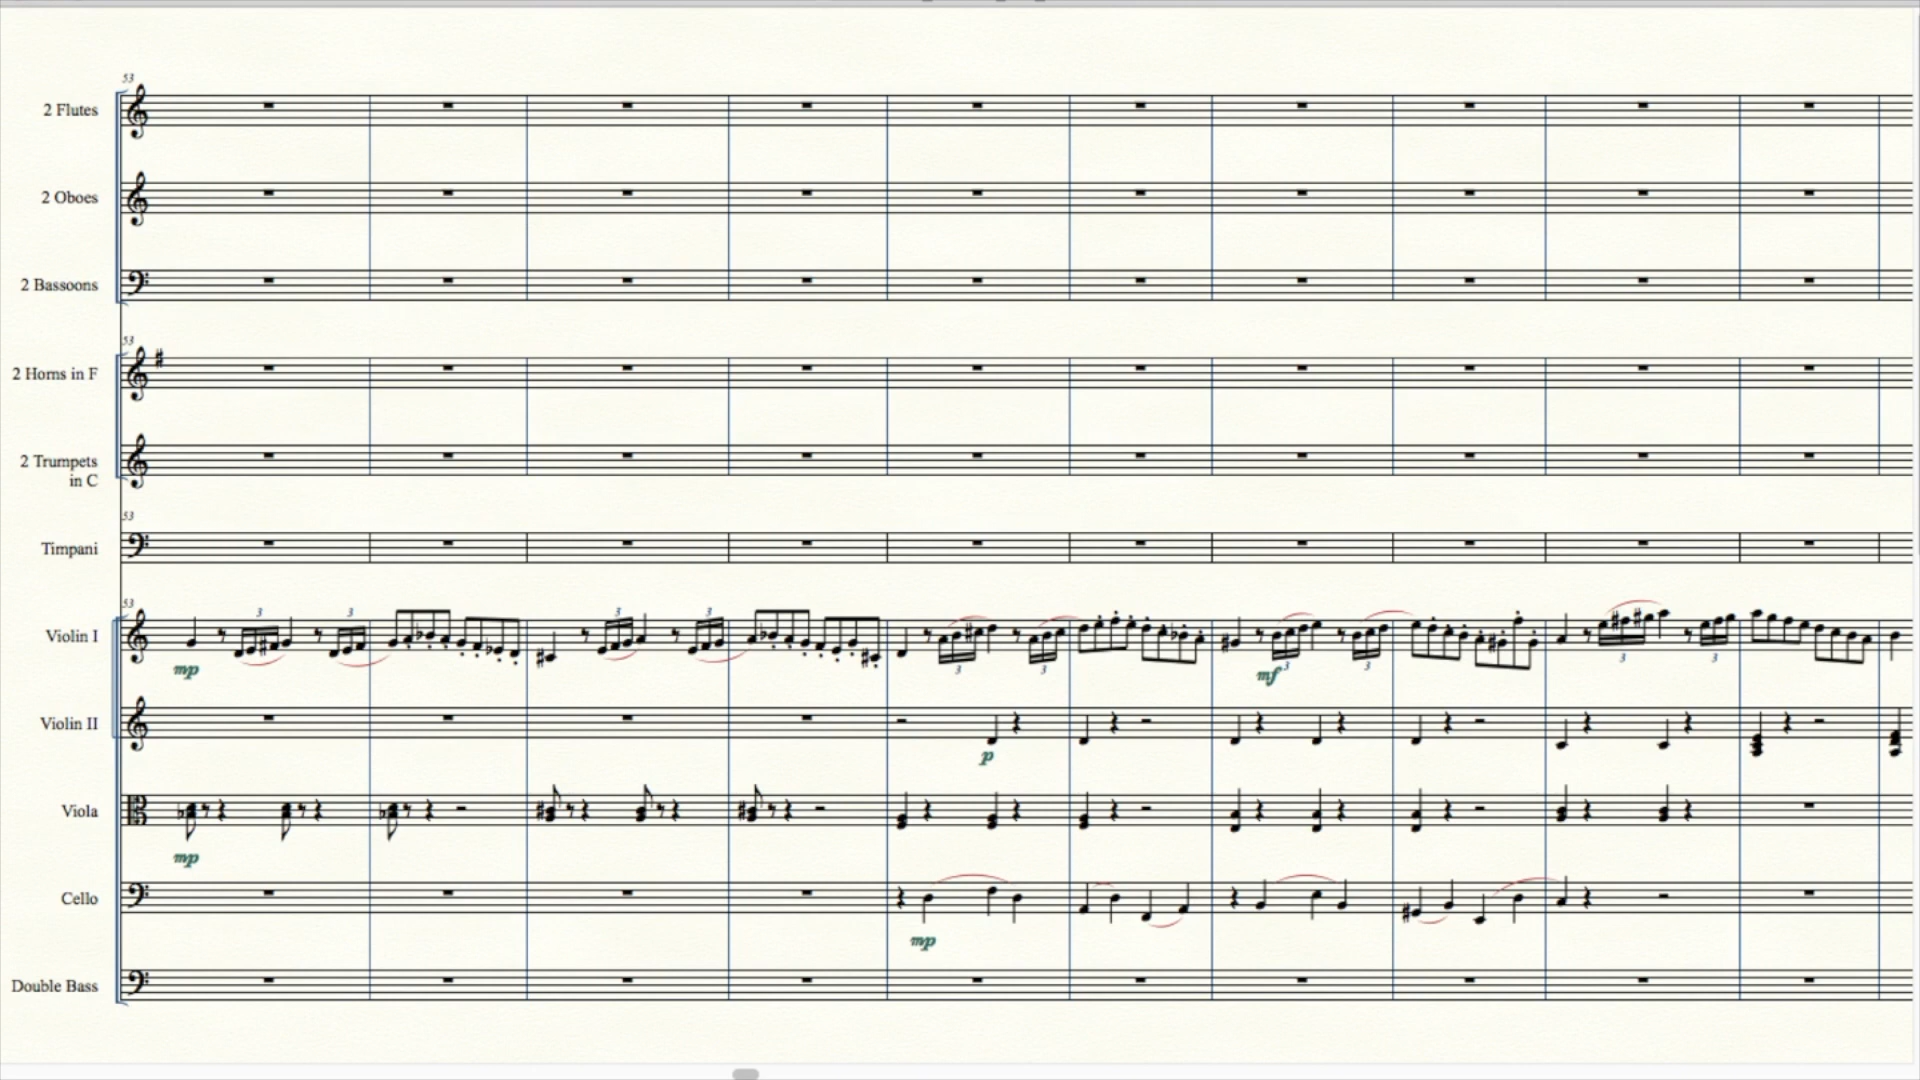 53
2 Flutes
2 Oboes
2 Bassoons
53
2 Horns in F
2 Trumpets
in C
53
Timpani
53
Violin I
3 3 3 3 3 3 3 3 3 3
mp mf
Violin II
p
Viola
mp
Cello
mp
Double Bass